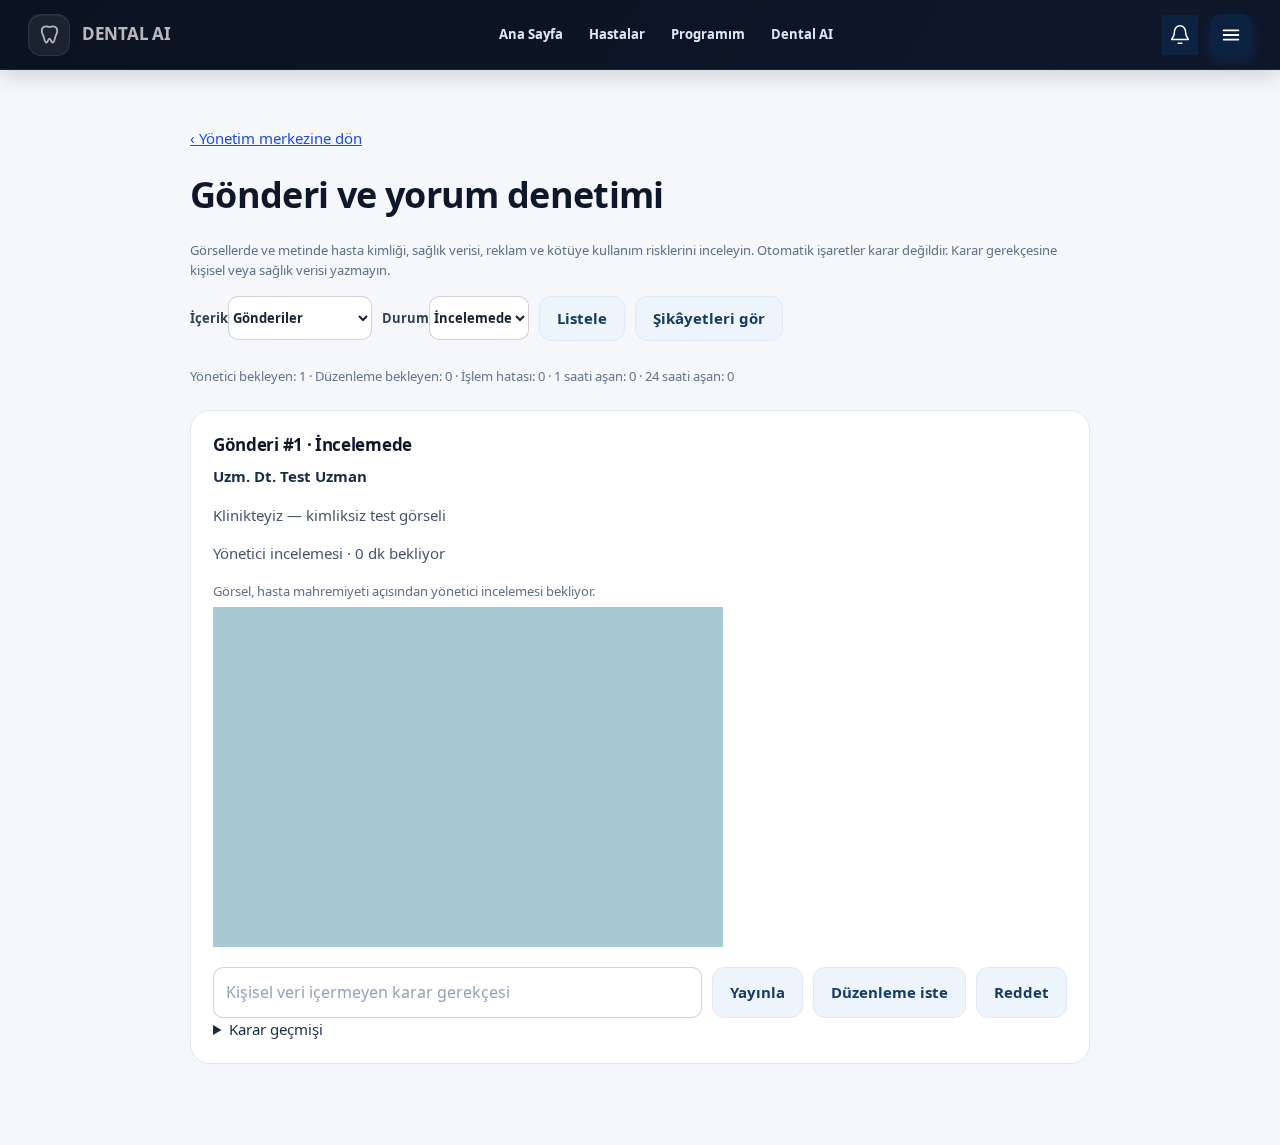 DENTAL AI
Ana Sayfa Hastalar Programım Dental AI
‹ Yönetim merkezine dön
Gönderi ve yorum denetimi
Görsellerde ve metinde hasta kimliği, sağlık verisi, reklam ve kötüye kullanım risklerini inceleyin. Otomatik işaretler karar değildir. Karar gerekçesine
kişisel veya sağlık verisi yazmayın.
İçerik Gönderiler Durum İncelemede Listele Şikâyetleri gör
Yönetici bekleyen: 1 · Düzenleme bekleyen: 0 · İşlem hatası: 0 · 1 saati aşan: 0 · 24 saati aşan: 0
Gönderi #1 · İncelemede
Uzm. Dt. Test Uzman
Klinikteyiz — kimliksiz test görseli
Yönetici incelemesi · 0 dk bekliyor
Görsel, hasta mahremiyeti açısından yönetici incelemesi bekliyor.
Kişisel veri içermeyen karar gerekçesi Yayınla Düzenleme iste Reddet
Karar geçmişi